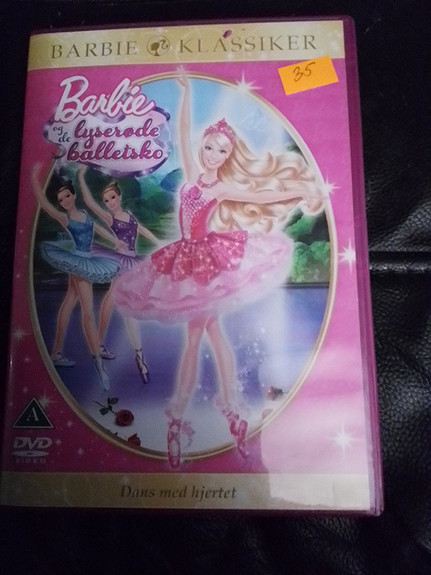 BARBIE KLASSIKER
35
Barbie
og de lyserøde
balletsko
A
DVD
VIDEO
Dans med hjertet